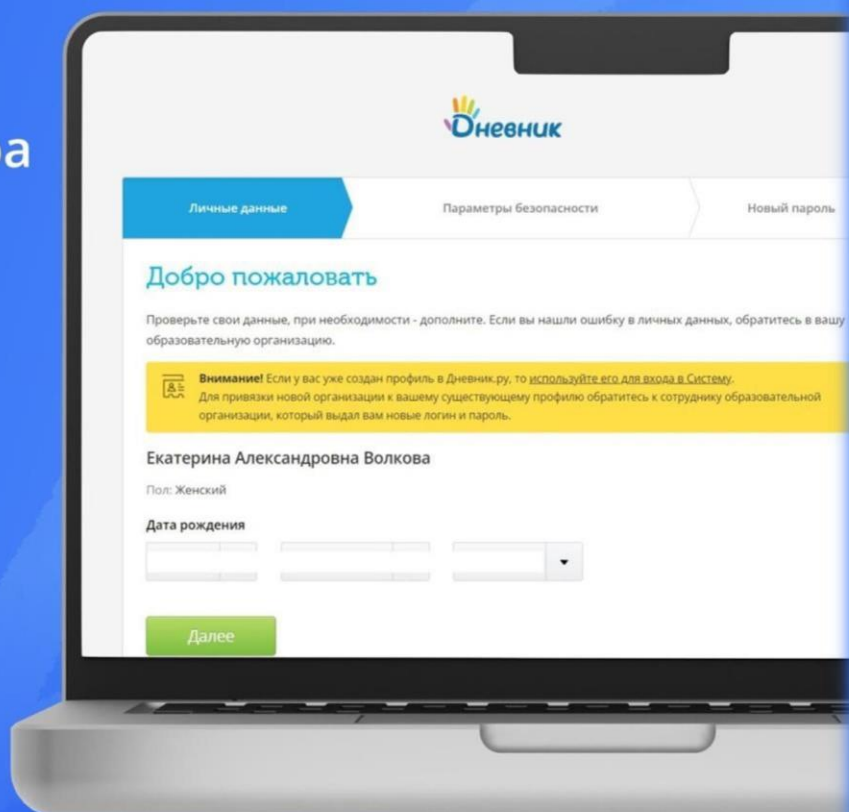 ра
Дневник
Личные данные
Параметры безопасности
Новый пароль
Добро пожаловать
Проверьте свои данные, при необходимости - дополните. Если вы нашли ошибку в личных данных, обратитесь в вашу
образовательную организацию.
Внимание! Если у вас уже создан профиль в Дневник.ру, то используйте его для входа в Систему.
Для привязки новой организации к вашему существующему профилю обратитесь к сотруднику образовательной
организации, который выдал вам новые логин и пароль.
Екатерина Александровна Волкова
Пол: Женский
Дата рождения
Далее